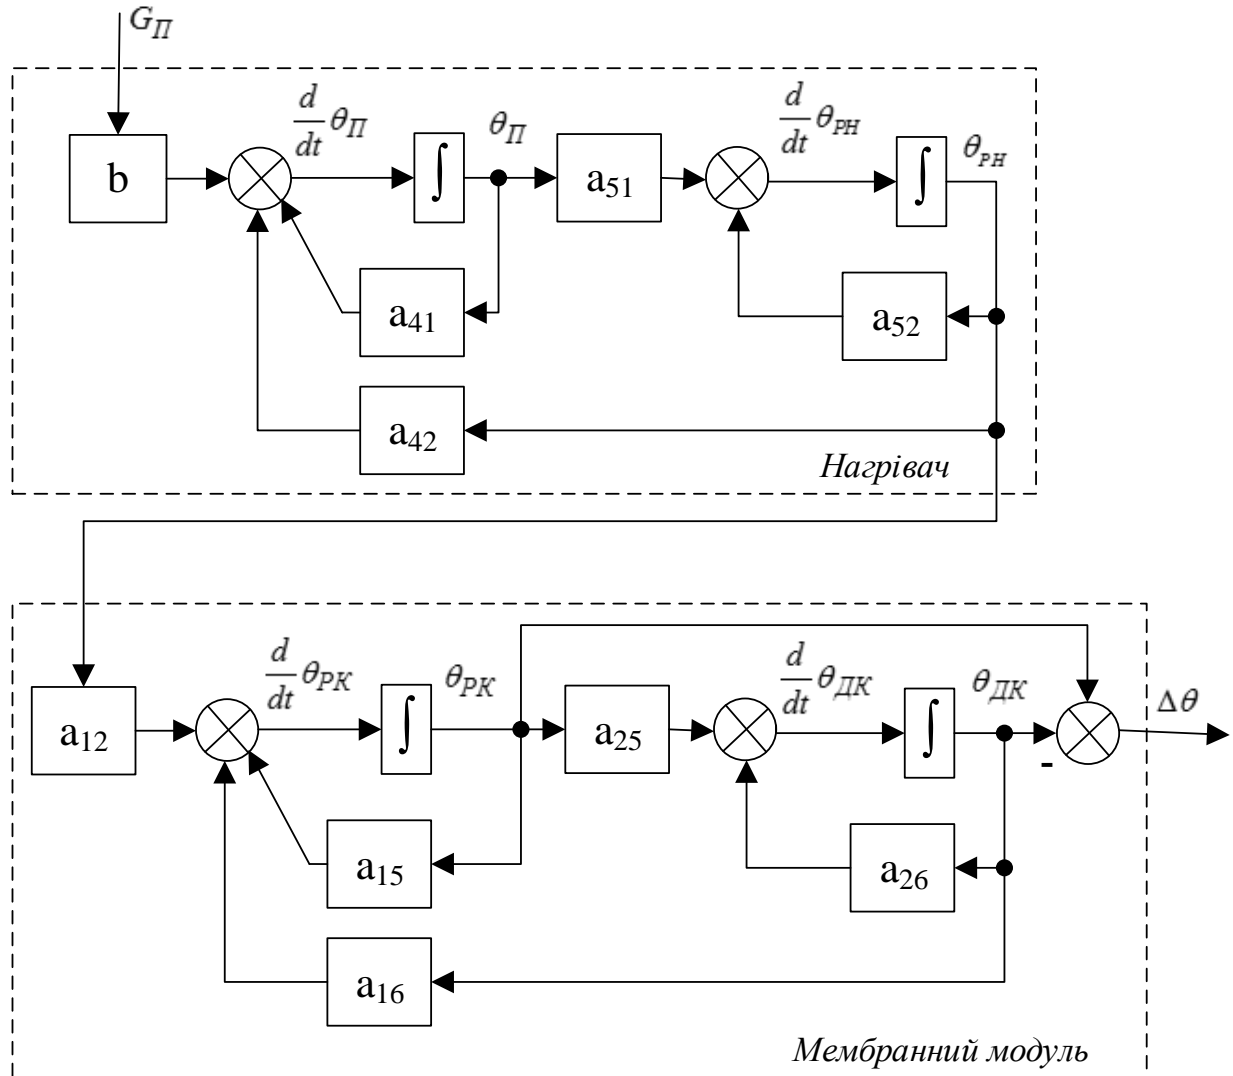 G_П
d/dt θ_П
θ_П
d/dt θ_РН
θ_РН
b
∫
a51
∫
a41
a52
a42
Нагрівач
d/dt θ_РК
θ_РК
d/dt θ_ДК
θ_ДК
Δθ
a12
∫
a25
∫
-
a15
a26
a16
Мембранний модуль